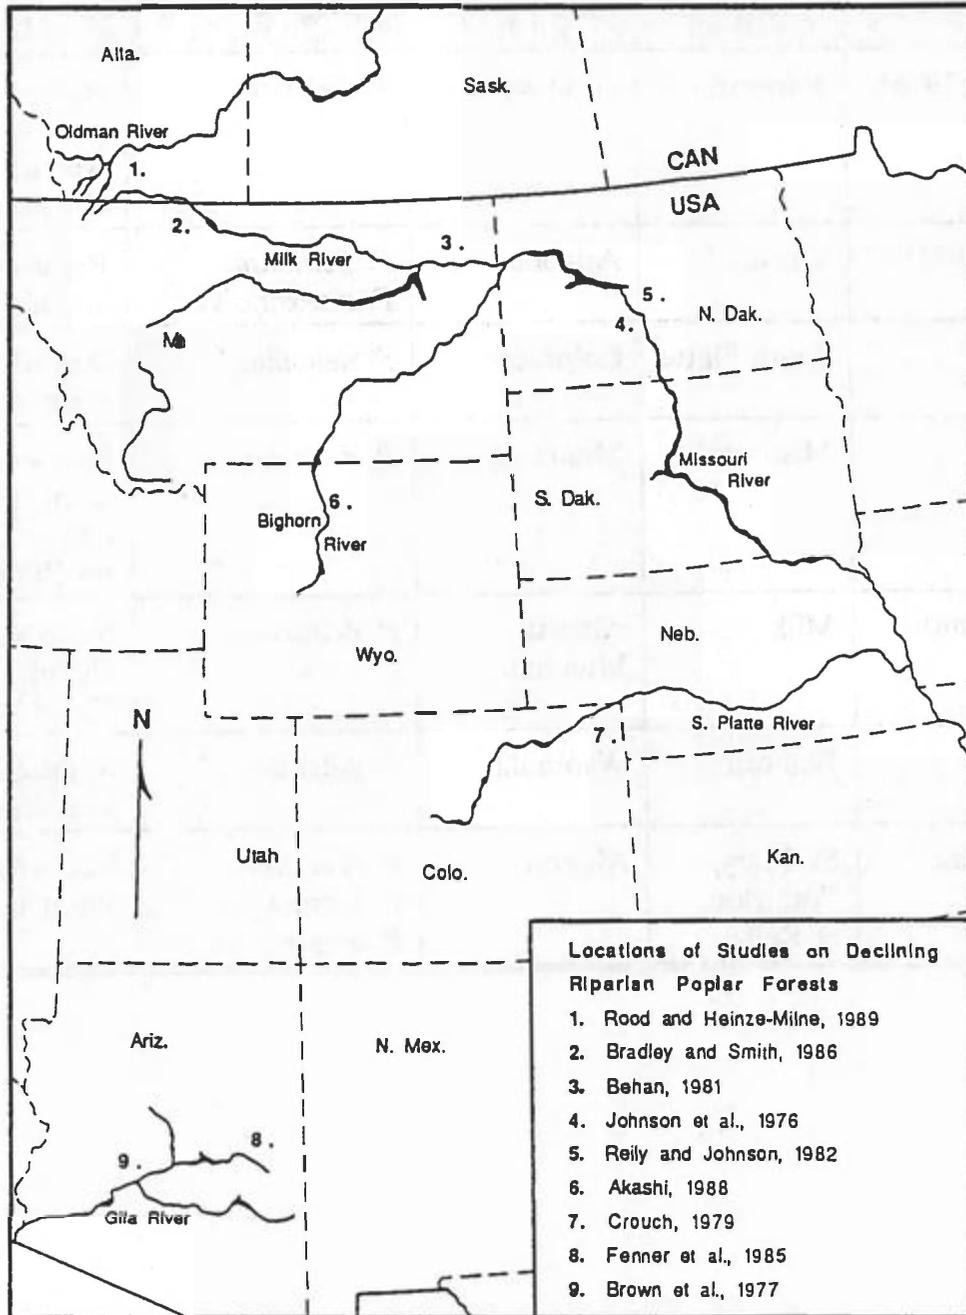 Alta.
Sask.
Oldman River
1.
CAN
USA
2.
3.
Milk River
5.
4.
N. Dak.
Missouri
River
S. Dak.
6.
Bighorn
River
Wyo.
Neb.
N
S. Platte River
7.
Utah
Colo.
Kan.
Ariz.
N. Mex.
8.
9.
Gila River
Locations of Studies on Declining
Riparian Poplar Forests
1. Rood and Heinze-Milne, 1989
2. Bradley and Smith, 1986
3. Behan, 1981
4. Johnson et al., 1976
5. Reily and Johnson, 1982
6. Akashi, 1988
7. Crouch, 1979
8. Fenner et al., 1985
9. Brown et al., 1977